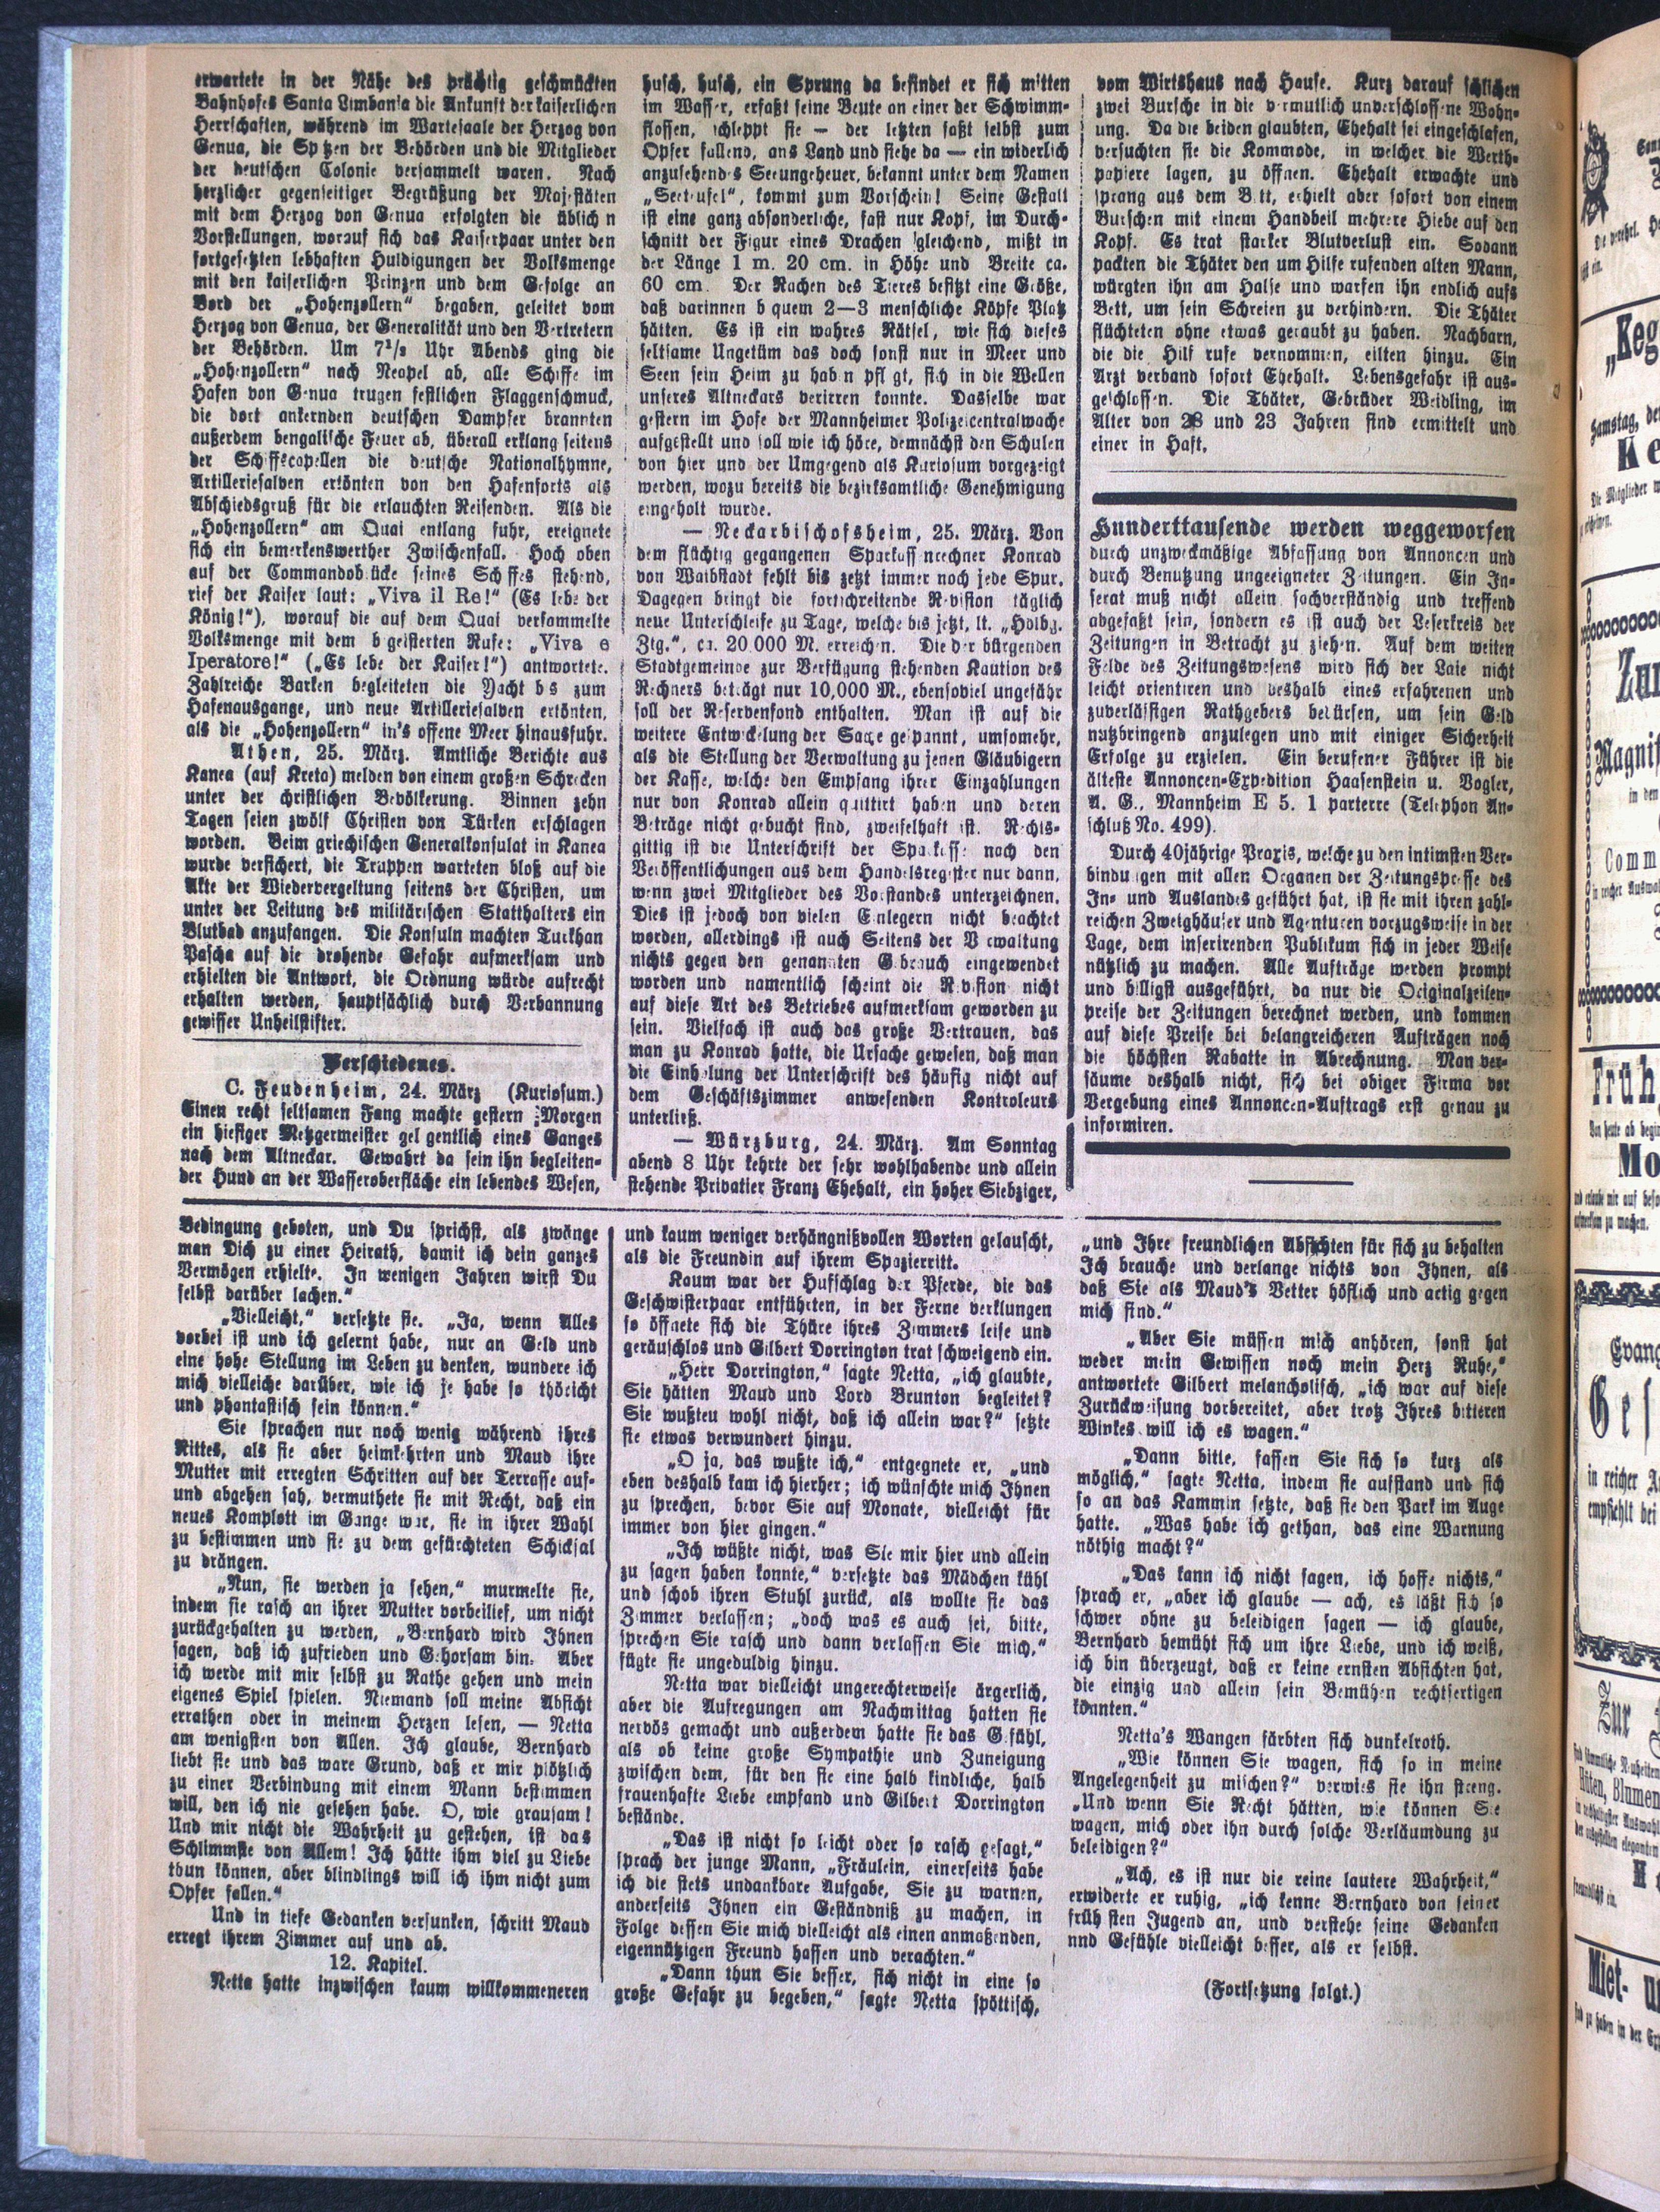 erwartete in der Nähe des prächtig geschmückten
Bahnhofes Santa Limbania die Ankunft der kaiserlichen
Herrschaften, während im Wartesaale der Herzog von
Genua, die Sp tzen der Behörden und die Mitglieder
der deutschen Colonie versammelt waren. Nach
herzlicher gegenseitiger Begrüßung der Majestäten
mit dem Herzog von Genua erfolgten die üblich n
Vorstellungen, worauf sich das Kaiserpaar unter den
fortgesetzten lebhaften Huldigungen der Volksmenge
mit den kaiserlichen Prinzen und dem Gefolge an
Bord der „Hohenzollern“ begaben, geleitet vom
Herzog von Genua, der Generalität und den Vertretern
der Behörden. Um 7½ Uhr Abends ging die
„Hohenzollern“ nach Neapel ab, alle Schiffe im
Hafen von Genua trugen festlichen Flaggenschmuck,
die dort ankernden deutschen Dampfer brannten
außerdem bengalische Feuer ab, überall erklang seitens
der Schiffscapellen die deutsche Nationalhymne,
Artilleriesalven ertönten von den Hafenforts als
Abschiedsgruß für die erlauchten Reisenden. Als die
„Hohenzollern“ am Quai entlang fuhr, ereignete
sich ein bemerkenswerther Zwischenfall. Hoch oben
auf der Commandobrücke seines Schiffes stehend,
rief der Kaiser laut: „Viva il Re!“ (Es lebe der
König!“), worauf die auf dem Quai versammelte
Volksmenge mit dem b geisterten Rufe: „Viva e
Iperatore!“ („Es lebe der Kaiser!“) antwortete.
Zahlreiche Barken begleiteten die Yacht b s zum
Hafenausgange, und neue Artilleriesalven ertönten,
als die „Hohenzollern“ in's offene Meer hinausfuhr.
Athen, 25. März. Amtliche Berichte aus
Kanea (auf Kreta) melden von einem großen Schrecken
unter der christlichen Bevölkerung. Binnen zehn
Tagen seien zwölf Christen von Türken erschlagen
worden. Beim griechischen Generalkonsulat in Kanea
wurde versichert, die Truppen warteten bloß auf die
Akte der Wiedervergeltung seitens der Christen, um
unter der Leitung des militärischen Statthalters ein
Blutbad anzufangen. Die Konsuln machten Turkhan
Pascha auf die drohende Gefahr aufmerksam und
erhielten die Antwort, die Ordnung würde aufrecht
erhalten werden, hauptsächlich durch Verbannung
gewisser Unheilstifter.
Verschiedenes.
C. Feudenheim, 24. März (Kuriosum.)
Einen recht seltsamen Fang machte gestern Morgen
ein hiesiger Metzgermeister gel gentlich eines Ganges
nach dem Altneckar. Gewahrt da sein ihn begleiten-
der Hund an der Wasseroberfläche ein lebendes Wesen,
husch, husch, ein Sprung da befindet er sich mitten
im Wasser, erfaßt seine Beute an einer der Schwimm-
flossen, schleppt sie — der letzten faßt selbst zum
Opfer fallend, ans Land und siehe da — ein widerlich
anzusehend s Seeungeheuer, bekannt unter dem Namen
„Seeteufel“, kommt zum Vorschein! Seine Gestalt
ist eine ganz absonderliche, fast nur Kopf, im Durch-
schnitt der Figur eines Drachen gleichend, mißt in
der Länge 1 m. 20 cm. in Höhe und Breite ca.
60 cm. Der Rachen des Tieres besitzt eine Größe,
daß darinnen b quem 2—3 menschliche Köpfe Platz
hätten. Es ist ein wahres Rätsel, wie sich dieses
seltsame Ungetüm das doch sonst nur in Meer und
Seen sein Heim zu hab n pfl gt, sich in die Wellen
unseres Altneckars verirren konnte. Dasselbe war
gestern im Hofe der Mannheimer Polizeicentralwache
aufgestellt und soll wie ich höre, demnächst den Schulen
von hier und der Umgegend als Kuriosum vorgezeigt
werden, wozu bereits die bezirksamtliche Genehmigung
eingeholt wurde.
— Neckarbischofsheim, 25. März. Von
dem flüchtig gegangenen Sparkassenrechner Konrad
von Waibstadt fehlt bis zetzt immer noch jede Spur.
Dagegen bringt die fortschreitende Revision täglich
neue Unterschleife zu Tage, welche bis jetzt, lt. „Hdlbg.
Ztg.“, ca. 20.000 M. erreichen. Die der bürgenden
Stadtgemeinde zur Verfügung stehenden Kaution des
Rechners beträgt nur 10,000 M., ebensoviel ungefähr
soll der Reservenfond enthalten. Man ist auf die
weitere Entwickelung der Sache gespannt, umsomehr,
als die Stellung der Verwaltung zu jenen Gläubigern
der Kasse, welche den Empfang ihrer Einzahlungen
nur von Konrad allein quittirt haben und deren
Beträge nicht gebucht sind, zweifelhaft ist. Rechts-
gittig ist die Unterschrift der Sparkasse nach den
Veröffentlichungen aus dem Handelsregister nur dann,
wenn zwei Mitglieder des Vorstandes unterzeichnen.
Dies ist jedoch von vielen Einlegern nicht beachtet
worden, allerdings ist auch Seitens der Verwaltung
nichts gegen den genannten Gebrauch eingewendet
worden und namentlich scheint die Revision nicht
auf diese Art des Betriebes aufmerksam geworden zu
sein. Vielfach ist auch das große Vertrauen, das
man zu Konrad hatte, die Ursache gewesen, daß man
die Einholung der Unterschrift des häufig nicht auf
dem Geschäftszimmer anwesenden Kontroleurs
unterließ.
— Würzburg, 24. März. Am Sonntag
abend 8 Uhr kehrte der sehr wohlhabende und allein
stehende Privatier Franz Ehehalt, ein hoher Siebziger,
vom Wirtshaus nach Hause. Kurz darauf schlichen
zwei Bursche in die vermutlich unverschlossene Wohn-
ung. Da die beiden glaubten, Ehehalt sei eingeschlafen,
versuchten sie die Kommode, in welcher die Werth-
papiere lagen, zu öffnen. Ehehalt erwachte und
sprang aus dem Bett, erhielt aber sofort von einem
Burschen mit einem Handbeil mehrere Hiebe auf den
Kopf. Es trat starker Blutverlust ein. Sodann
packten die Thäter den um Hilfe rufenden alten Mann,
würgten ihn am Halse und warfen ihn endlich aufs
Bett, um sein Schreien zu verhindern. Die Thäter
flüchteten ohne etwas geraubt zu haben. Nachbarn,
die die Hilf rufe vernommen, eilten hinzu. Ein
Arzt verband sofort Ehehalt. Lebensgefahr ist aus-
geschlossen. Die Thäter, Gebrüder Weidling, im
Alter von 28 und 23 Jahren sind ermittelt und
einer in Haft.
Hunderttausende werden weggeworfen
durch unzweckmäßige Abfassung von Annoncen und
durch Benutzung ungeeigneter Zeitungen. Ein In-
serat muß nicht allein sachverständig und treffend
abgefaßt sein, sondern es ist auch der Leserkreis der
Zeitungen in Betracht zu ziehen. Auf dem weiten
Felde des Zeitungswesens wird sich der Laie nicht
leicht orientiren und deshalb eines erfahrenen und
zuverlässigen Rathgebers bedürfen, um sein Geld
nutzbringend anzulegen und mit einiger Sicherheit
Erfolge zu erzielen. Ein berufener Führer ist die
älteste Annoncen-Expedition Haasenstein u. Vogler,
A. G., Mannheim E 5. 1 parterre (Telephon An-
schluß No. 499).
Durch 40jährige Praxis, welche zu den intimsten Ver-
bindungen mit allen Organen der Zeitungspresse des
In- und Auslandes geführt hat, ist sie mit ihren zahl-
reichen Zweighäuser und Agenturen vorzugsweise in der
Lage, dem inserirenden Publikum sich in jeder Weise
nützlich zu machen. Alle Aufträge werden prompt
und billigst ausgeführt, da nur die Originalzeilen-
preise der Zeitungen berechnet werden, und kommen
auf diese Preise bei belangreicheren Aufträgen noch
die höchsten Rabatte in Abrechnung. Man ver-
säume deshalb nicht, sich bei obiger Firma vor
Vergebung eines Annoncen-Auftrags erst genau zu
informiren.
Bedingung geboten, und Du sprichst, als zwänge
man Dich zu einer Heirath, damit ich dein ganzes
Vermögen erhielte. In wenigen Jahren wirst Du
selbst darüber lachen.“
„Vielleicht,“ versetzte sie. „Ja, wenn Alles
vorbei ist und ich gelernt habe, nur an Geld und
eine hohe Stellung im Leben zu denken, wundere ich
mich vielleiche darüber, wie ich je habe so thöricht
und phantastisch sein können.“
Sie sprachen nur noch wenig während ihres
Rittes, als sie aber heimkehrten und Maud ihre
Mutter mit erregten Schritten auf der Terrasse auf-
und abgehen sah, vermuthete sie mit Recht, daß ein
neues Komplott im Gange war, sie in ihrer Wahl
zu bestimmen und sie zu dem gefürchteten Schicksal
zu drängen.
„Nun, sie werden ja sehen,“ murmelte sie,
indem sie rasch an ihrer Mutter vorbeilief, um nicht
zurückgehalten zu werden, „Bernhard wird Ihnen
sagen, daß ich zufrieden und Gehorsam bin. Aber
ich werde mit mir selbst zu Rathe gehen und mein
eigenes Spiel spielen. Niemand soll meine Absicht
errathen oder in meinem Herzen lesen, — Netta
am wenigsten von Allen. Ich glaube, Bernhard
liebt sie und das ware Grund, daß er mir plötzlich
zu einer Verbindung mit einem Mann bestimmen
will, den ich nie gesehen habe. O, wie grausam!
Und mir nicht die Wahrheit zu gestehen, ist das
Schlimmste von Allem! Ich hätte ihm viel zu Liebe
thun können, aber blindlings will ich ihm nicht zum
Opfer fallen.“
Und in tiefe Gedanken versunken, schritt Maud
erregt ihrem Zimmer auf und ab.
12. Kapitel.
Netta hatte inzwischen kaum willkommeneren
und kaum weniger verhängnißvollen Worten gelauscht,
als die Freundin auf ihrem Spazierritt.
Kaum war der Hufschlag der Pferde, die das
Geschwisterpaar entführten, in der Ferne verklungen
so öffnete sich die Thüre ihres Zimmers leise und
geräuschlos und Gilbert Dorrington trat schweigend ein.
„Herr Dorrington,“ sagte Netta, „ich glaubte,
Sie hätten Maud und Lord Brunton begleitet?
Sie wußteu wohl nicht, daß ich allein war?“ setzte
sie etwas verwundert hinzu.
„O ja, das wußte ich,“ entgegnete er, „und
eben deshalb kam ich hierher; ich wünschte mich Ihnen
zu sprechen, bevor Sie auf Monate, vielleicht für
immer von hier gingen.“
„Ich wüßte nicht, was Sie mir hier und allein
zu sagen haben konnte,“ versetzte das Mädchen kühl
und schob ihren Stuhl zurück, als wollte sie das
Zimmer verlassen; „doch was es auch sei, bitte,
sprechen Sie rasch und dann verlassen Sie mich,“
fügte sie ungeduldig hinzu.
Netta war vielleicht ungerechterweise ärgerlich,
aber die Aufregungen am Nachmittag hatten sie
nervös gemacht und außerdem hatte sie das Gefühl,
als ob keine große Sympathie und Zuneigung
zwischen dem, für den sie eine halb kindliche, halb
frauenhafte Liebe empfand und Gilbert Dorrington
bestände.
„Das ist nicht so leicht oder so rasch gesagt,“
sprach der junge Mann, „Fräulein, einerseits habe
ich die stets undankbare Aufgabe, Sie zu warnen,
anderseits Ihnen ein Geständniß zu machen, in
Folge dessen Sie mich vielleicht als einen anmaßenden,
eigennützigen Freund hassen und verachten.“
„Dann thun Sie besser, sich nicht in eine so
große Gefahr zu begeben,“ sagte Netta spöttisch,
„und Ihre freundlichen Absichten für sich zu behalten
Ich brauche und verlange nichts von Ihnen, als
daß Sie als Maud's Vetter höflich und artig gegen
mich sind.“
„Aber Sie müssen mich anhören, sonst hat
weder mein Gewissen noch mein Herz Ruhe,“
antwortete Gilbert melancholisch, „ich war auf diese
Zurückweisung vorbereitet, aber trotz Ihres bitteren
Winkes will ich es wagen.“
„Dann bitte, fassen Sie sich so kurz als
möglich,“ sagte Netta, indem sie aufstand und sich
so an das Kammin setzte, daß sie den Park im Auge
hatte. „Was habe ich gethan, das eine Warnung
nöthig macht?“
„Das kann ich nicht sagen, ich hoffe nichts,“
sprach er, „aber ich glaube — ach, es läßt sich so
schwer ohne zu beleidigen sagen — ich glaube,
Bernhard bemüht sich um ihre Liebe, und ich weiß,
ich bin überzeugt, daß er keine ernsten Absichten hat,
die einzig und allein sein Bemühen rechtfertigen
könnten.“
Netta's Wangen färbten sich dunkelroth.
„Wie können Sie wagen, sich so in meine
Angelegenheit zu mischen?“ verwies sie ihn streng.
„Und wenn Sie Recht hätten, wie können Sie
wagen, mich oder ihn durch solche Verläumdung zu
beleidigen?“
„Ach, es ist nur die reine lautere Wahrheit,“
erwiderte er ruhig, „ich kenne Bernhard von seiner
früh sten Jugend an, und verstehe seine Gedanken
nnd Gefühle vielleicht besser, als er selbst.
(Fortsetzung folgt.)
„Keg
Samstag, de
Ke
Die Mitglieder
Zur
Magnif
in den
Comm
Früh
Von heute ab
Mo
Evang
Ges
in reicher
empfiehlt bei
Zur
Hüten, Blumen
Miet- u